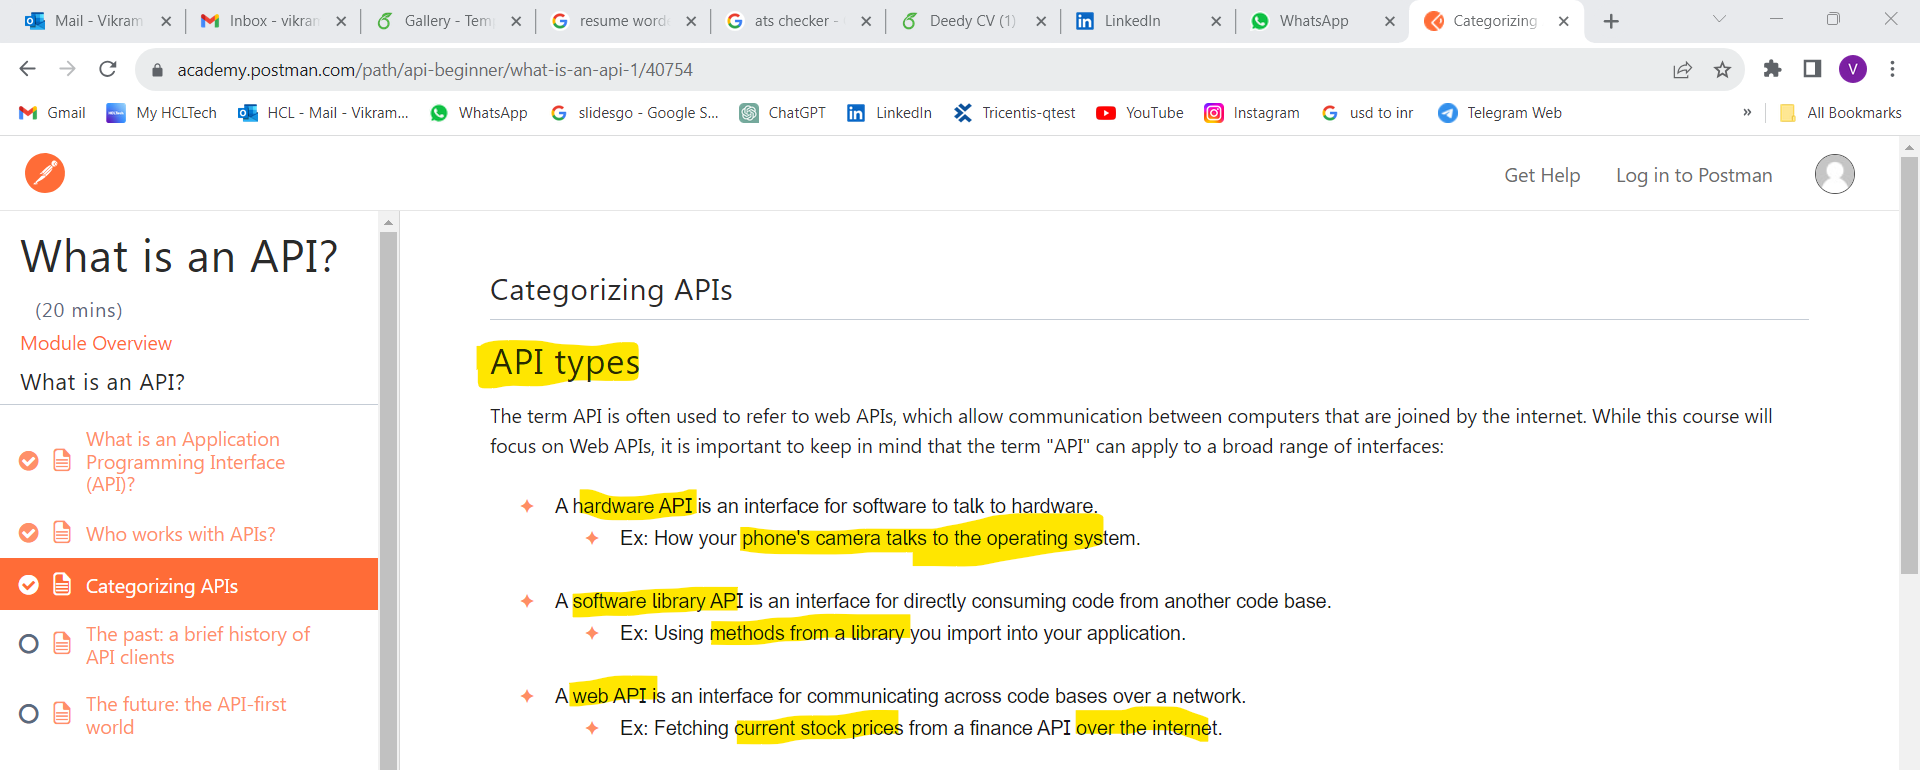 Mail - Vikram
Inbox - vikran
Gallery - Temp
resume word
ats checker -
Deedy CV (1)
LinkedIn
WhatsApp
Categorizing
academy.postman.com/path/api-beginner/what-is-an-api-1/40754
V
Gmail
My HCLTech
HCL - Mail - Vikram...
WhatsApp
slidesgo - Google S...
ChatGPT
LinkedIn
Tricentis-qtest
YouTube
Instagram
usd to inr
Telegram Web
»
All Bookmarks
Get Help
Log in to Postman
What is an API?
(20 mins)
Module Overview
What is an API?
What is an Application
Programming Interface
(API)?
Who works with APIs?
Categorizing APIs
The past: a brief history of
API clients
The future: the API-first
world
Categorizing APIs
API types
The term API is often used to refer to web APIs, which allow communication between computers that are joined by the internet. While this course will
focus on Web APIs, it is important to keep in mind that the term "API" can apply to a broad range of interfaces:
A hardware API is an interface for software to talk to hardware.
Ex: How your phone's camera talks to the operating system.
A software library API is an interface for directly consuming code from another code base.
Ex: Using methods from a library you import into your application.
A web API is an interface for communicating across code bases over a network.
Ex: Fetching current stock prices from a finance API over the internet.